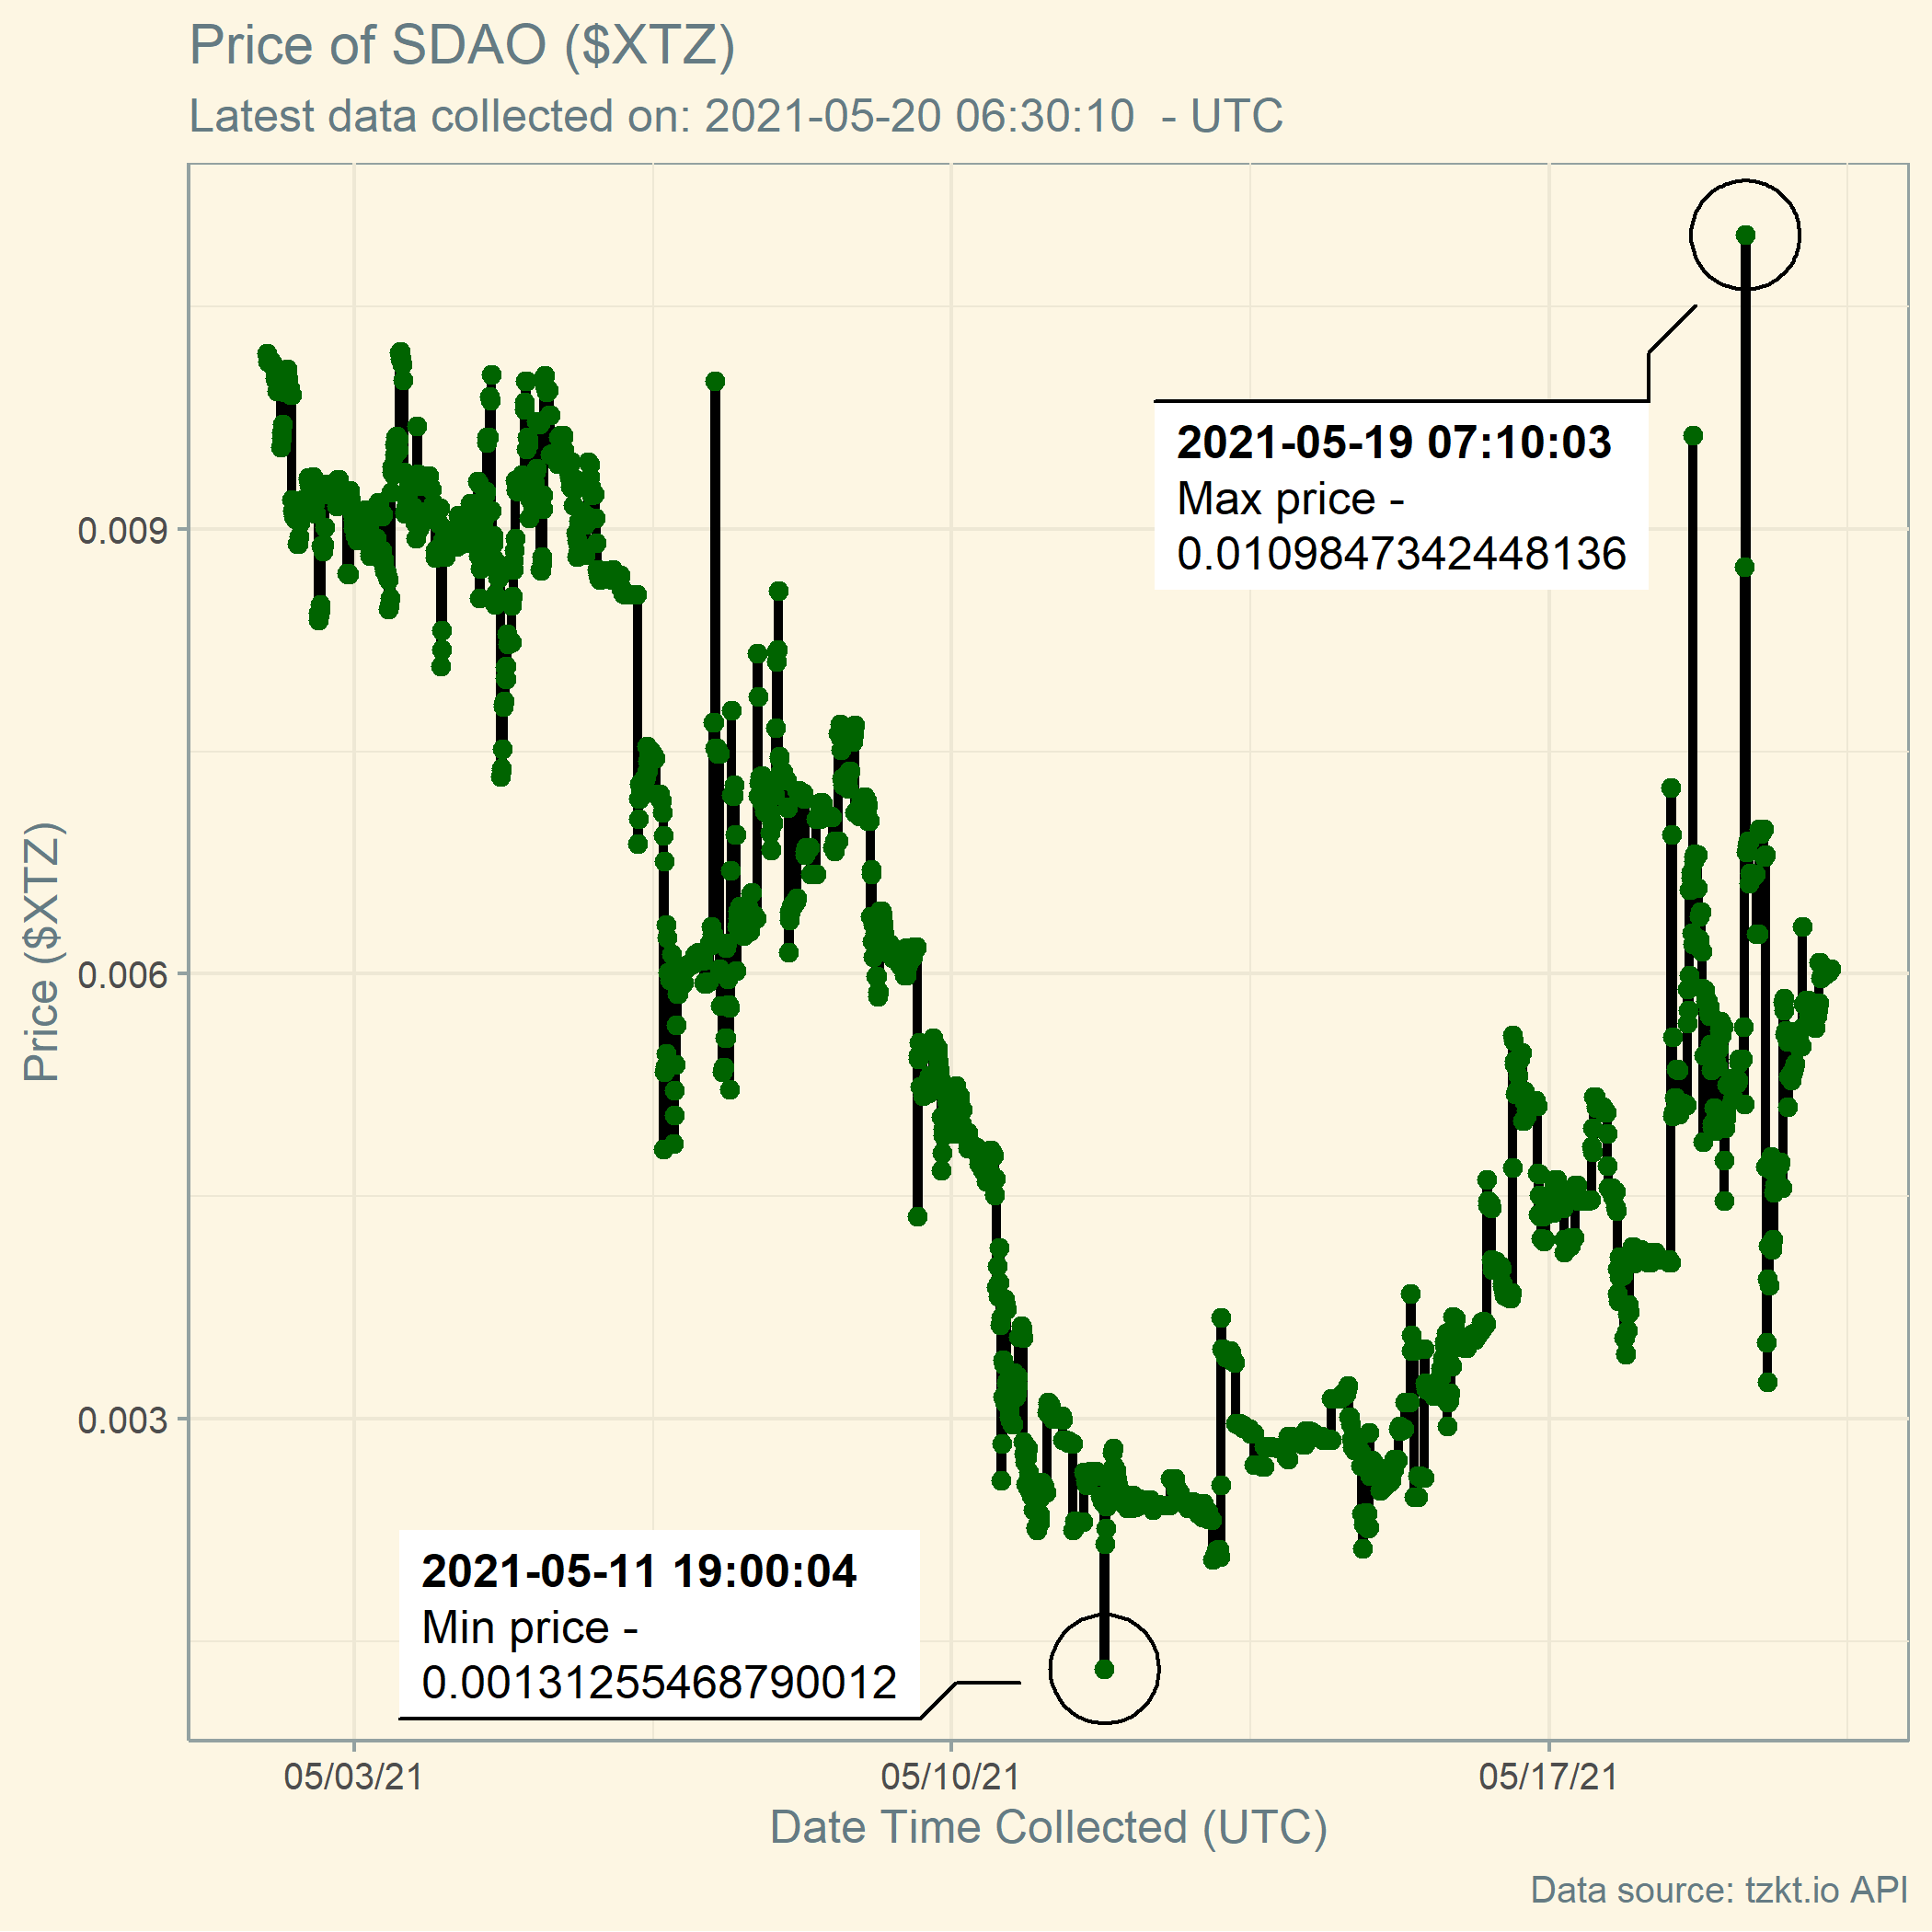 Price of SDAO ($XTZ)
Latest data collected on: 2021-05-20 06:30:10  - UTC
2021-05-19 07:10:03
Max price -
0.0109847342448136
0.009
0.006
0.003
Price ($XTZ)
2021-05-11 19:00:04
Min price -
0.00131255468790012
05/03/21
05/10/21
05/17/21
Date Time Collected (UTC)
Data source: tzkt.io API